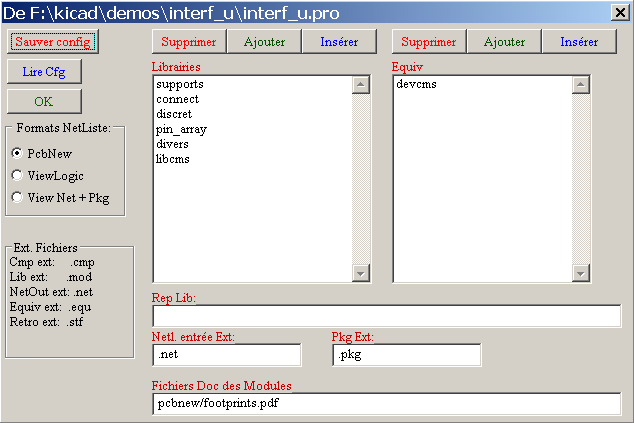 De F:\kicad\demos\interf_u\interf_u.pro
Sauver config
Supprimer Ajouter Insérer Supprimer Ajouter Insérer
Lire Cfg
OK
Librairies
supports
connect
discret
pin_array
divers
libcms
Equiv
devcms
Formats NetListe:
PcbNew
ViewLogic
View Net + Pkg
Ext. Fichiers
Cmp ext: .cmp
Lib ext: .mod
NetOut ext: .net
Equiv ext: .equ
Retro ext: .stf
Rep Lib:
Netl. entrée Ext: Pkg Ext:
.net .pkg
Fichiers Doc des Modules
pcbnew/footprints.pdf